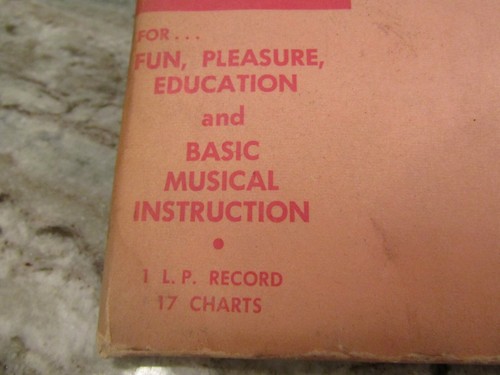 FOR...
FUN, PLEASURE,
EDUCATION
and
BASIC
MUSICAL
INSTRUCTION
•
1 L.P. RECORD
17 CHARTS